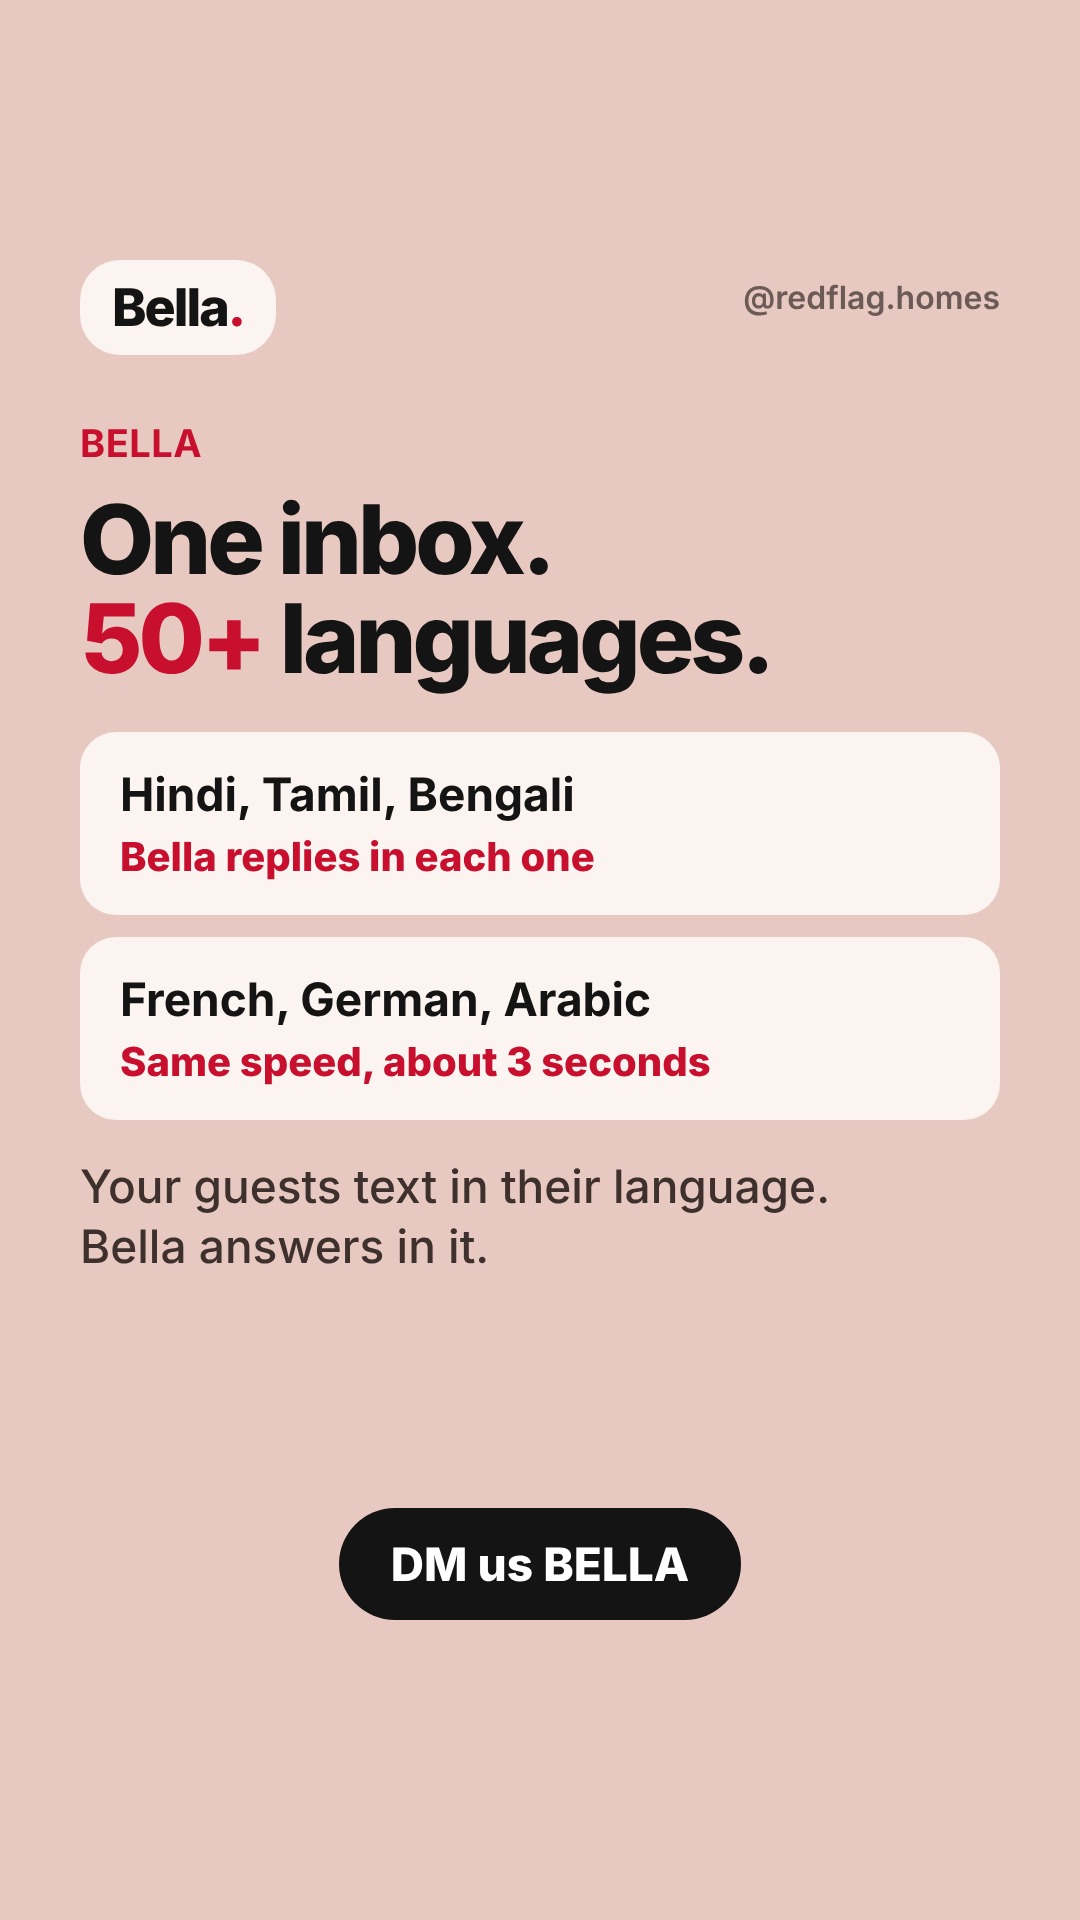 Bella.
@redflag.homes
BELLA
One inbox.
50+ languages.
Hindi, Tamil, Bengali
Bella replies in each one
French, German, Arabic
Same speed, about 3 seconds
Your guests text in their language.
Bella answers in it.
DM us BELLA